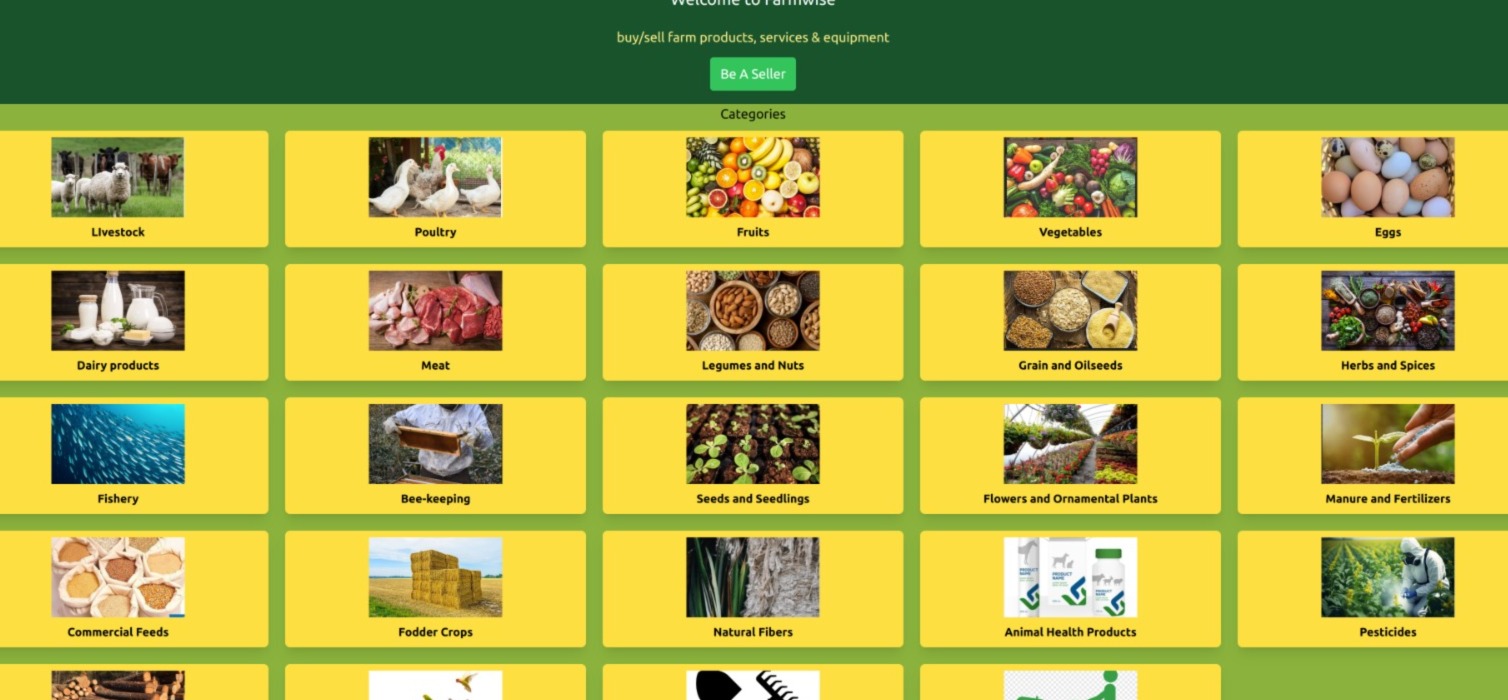 Welcome to Farmwise
buy/sell farm products, services & equipment
Be A Seller
Categories
LIvestock
Poultry
Fruits
Vegetables
Eggs
Dairy products
Meat
Legumes and Nuts
Grain and Oilseeds
Herbs and Spices
Fishery
Bee-keeping
Seeds and Seedlings
Flowers and Ornamental Plants
Manure and Fertilizers
Commercial Feeds
Fodder Crops
Natural Fibers
Animal Health Products
Pesticides